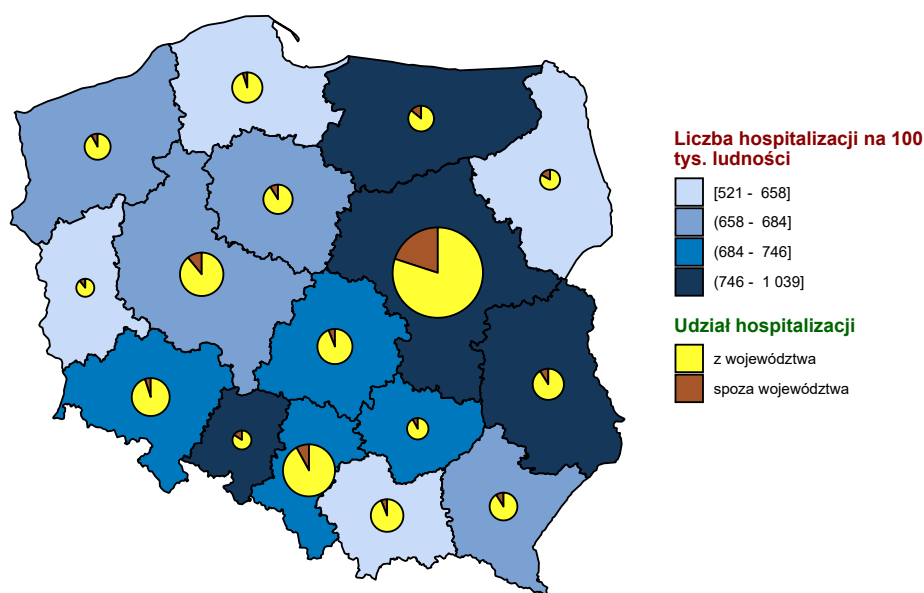 Liczba hospitalizacji na 100
tys. ludności
[521 - 658]
(658 - 684]
(684 - 746]
(746 - 1 039]
Udział hospitalizacji
z województwa
spoza województwa